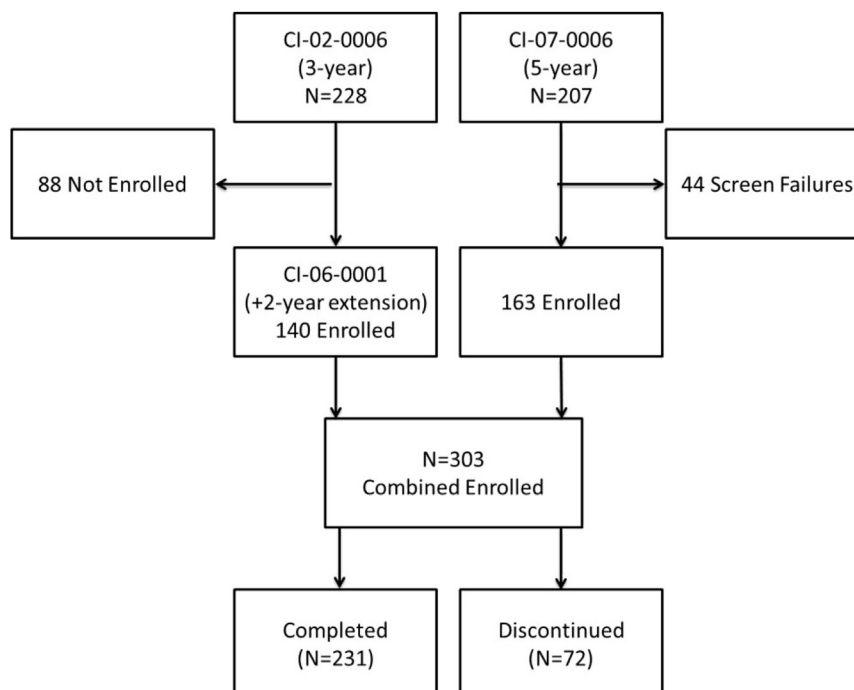 CI-02-0006
(3-year)
N=228
CI-07-0006
(5-year)
N=207
88 Not Enrolled
44 Screen Failures
CI-06-0001
(+2-year extension)
140 Enrolled
163 Enrolled
N=303
Combined Enrolled
Completed
(N=231)
Discontinued
(N=72)